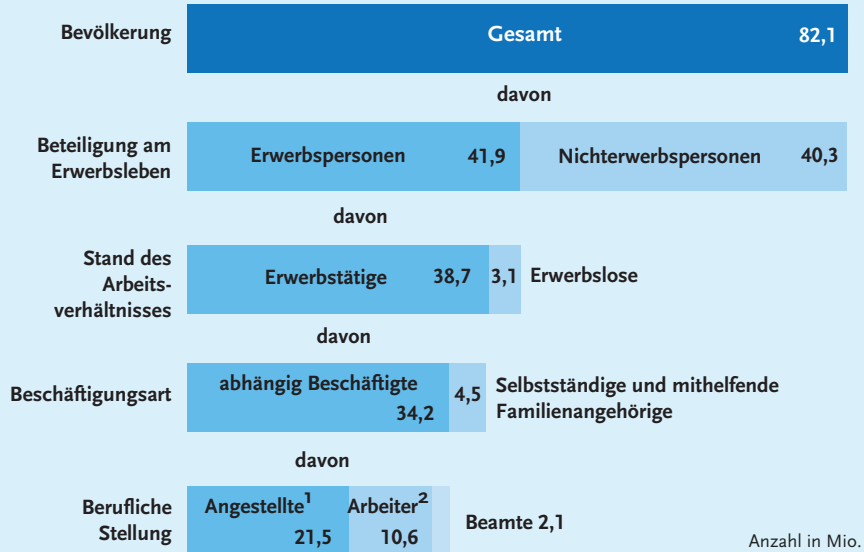 Bevölkerung
Gesamt 82,1
davon
Beteiligung am
Erwerbsleben
Erwerbspersonen 41,9 Nichterwerbspersonen 40,3
davon
Stand des
Arbeits-
verhältnisses
Erwerbstätige 38,7 3,1 Erwerbslose
davon
Beschäftigungsart
abhängig Beschäftigte
34,2
4,5
Selbstständige und mithelfende
Familienangehörige
davon
Berufliche
Stellung
Angestellte¹
21,5
Arbeiter²
10,6
Beamte 2,1
Anzahl in Mio.